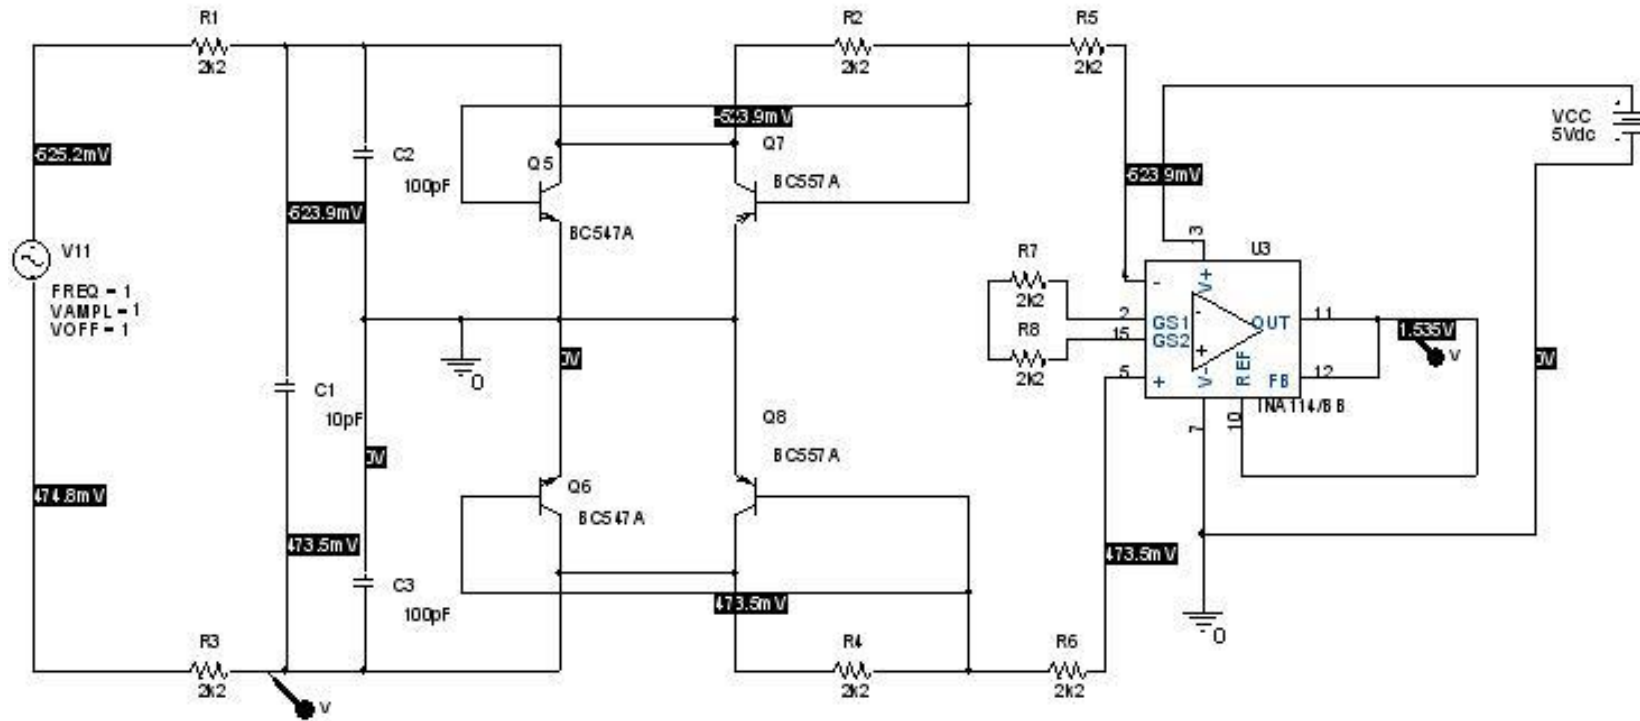 R1
2k2
R2
2k2
R5
2k2
-525.2mV
-523.9mV
C2
100pF
-523.9mV
Q5
BC547A
Q7
BC557A
-523.9mV
VCC
5Vdc
V11
FREQ = 1
VAMPL = 1
VOFF = 1
R7
2k2
R8
2k2
U3
3
-
V+
2
GS1
15
GS2
-
+
OUT
11
5
+
V-
REF
FB
12
INA114/BB
7
10
1.535V
V
0V
0
0V
C1
10pF
0V
474.8mV
473.5mV
C3
100pF
Q6
BC547A
Q8
BC557A
473.5mV
473.5mV
0
R3
2k2
V
R4
2k2
R6
2k2